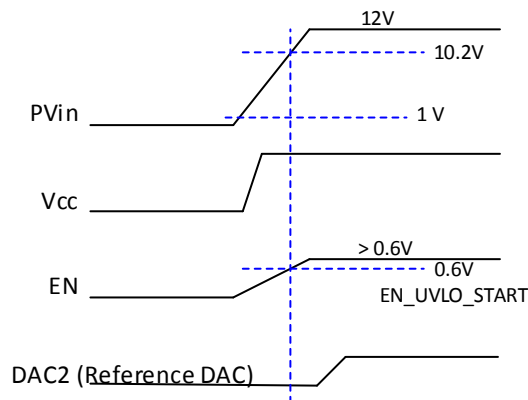 12V
10.2V
PVin
1 V
Vcc
> 0.6V
0.6V
EN
EN_UVLO_START
DAC2 (Reference DAC)